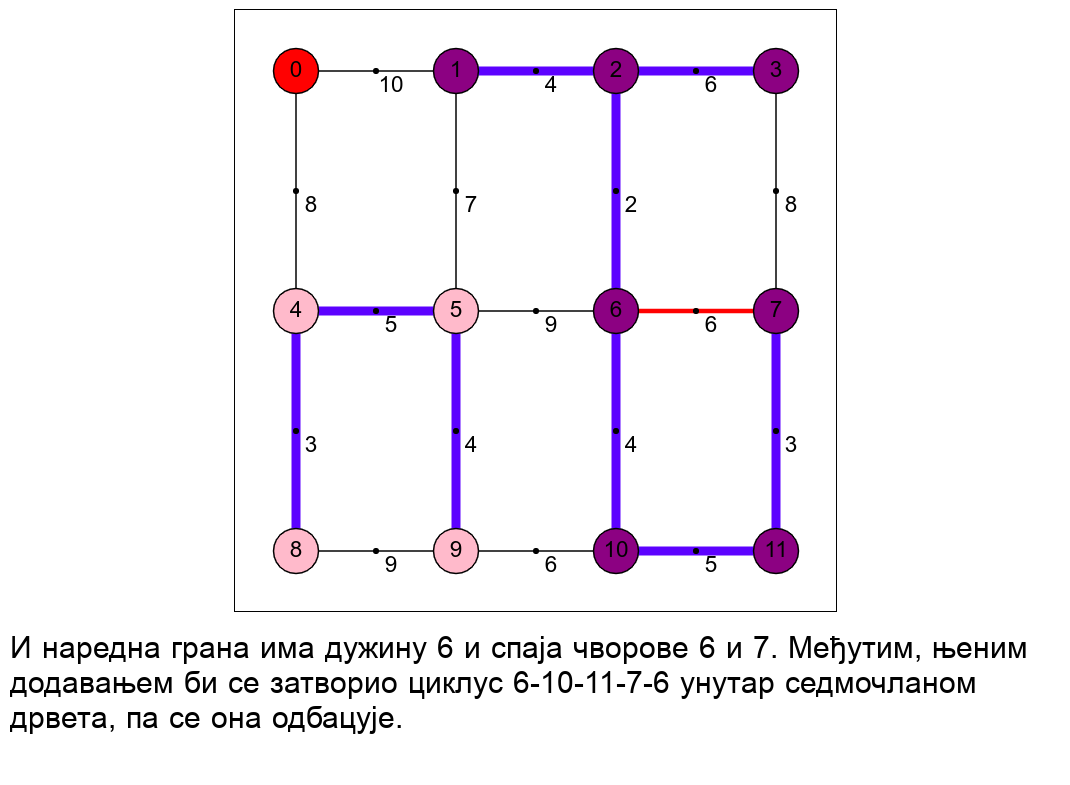 0 1 2 3
10 4 6
8 7 2 8
4 5 6 7
5 9 6
3 4 4 3
8 9 10 11
9 6 5
И наредна грана има дужину 6 и спаја чворове 6 и 7. Међутим, њеним
додавањем би се затворио циклус 6-10-11-7-6 унутар седмочланом
дрвета, па се она одбацује.